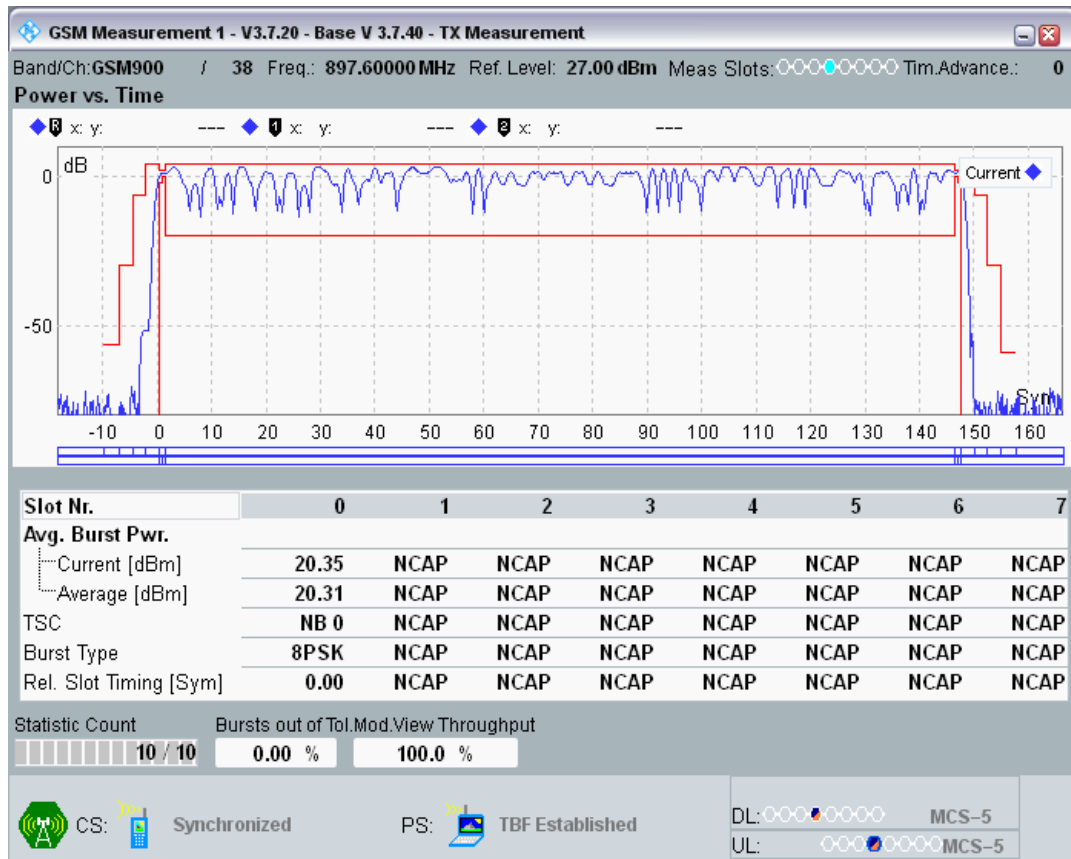 GSM Measurement 1 - V3.7.20 - Base V 3.7.40 - TX Measurement
Band/Ch:GSM900 / 38 Freq.: 897.60000 MHz Ref. Level: 27.00 dBm Meas Slots: Tim.Advance.: 0
Power vs. Time
R x: y: --- 1 x: y: --- 2 x: y: ---
dB
Current
0
-50
Sym
-10 0 10 20 30 40 50 60 70 80 90 100 110 120 130 140 150 160
Slot Nr. 0 1 2 3 4 5 6 7
Avg. Burst Pwr.
Current [dBm] 20.35 NCAP NCAP NCAP NCAP NCAP NCAP NCAP
Average [dBm] 20.31 NCAP NCAP NCAP NCAP NCAP NCAP NCAP
TSC NB 0 NCAP NCAP NCAP NCAP NCAP NCAP NCAP
Burst Type 8PSK NCAP NCAP NCAP NCAP NCAP NCAP NCAP
Rel. Slot Timing [Sym] 0.00 NCAP NCAP NCAP NCAP NCAP NCAP NCAP
Statistic Count Bursts out of Tol. Mod.View Throughput
10 / 10 0.00 % 100.0 %
CS: Synchronized PS: TBF Established DL: MCS-5
UL: MCS-5